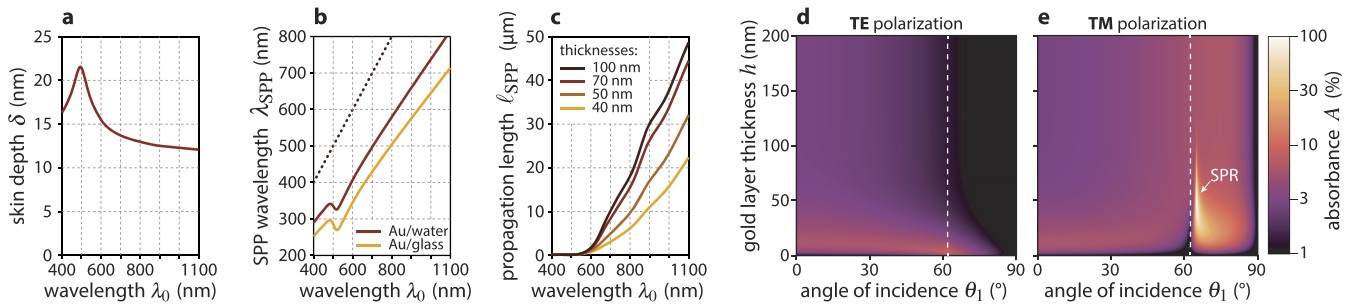 a
skin depth δ (nm)
25
20
15
10
5
0
400 600 800 1100
wavelength λ0 (nm)
b
SPP wavelength λSPP (nm)
800
700
600
500
400
300
200
Au/water
Au/glass
400 600 800 1100
wavelength λ0 (nm)
c
propagation length ℓSPP (μm)
50
40
30
20
10
0
thicknesses:
100 nm
70 nm
50 nm
40 nm
400 600 800 1100
wavelength λ0 (nm)
d TE polarization
gold layer thickness h (nm)
200
150
100
50
0
0 30 60 90
angle of incidence θ1 (°)
e TM polarization
SPR
0 30 60 90
angle of incidence θ1 (°)
100
30
10
3
1
absorbance A (%)